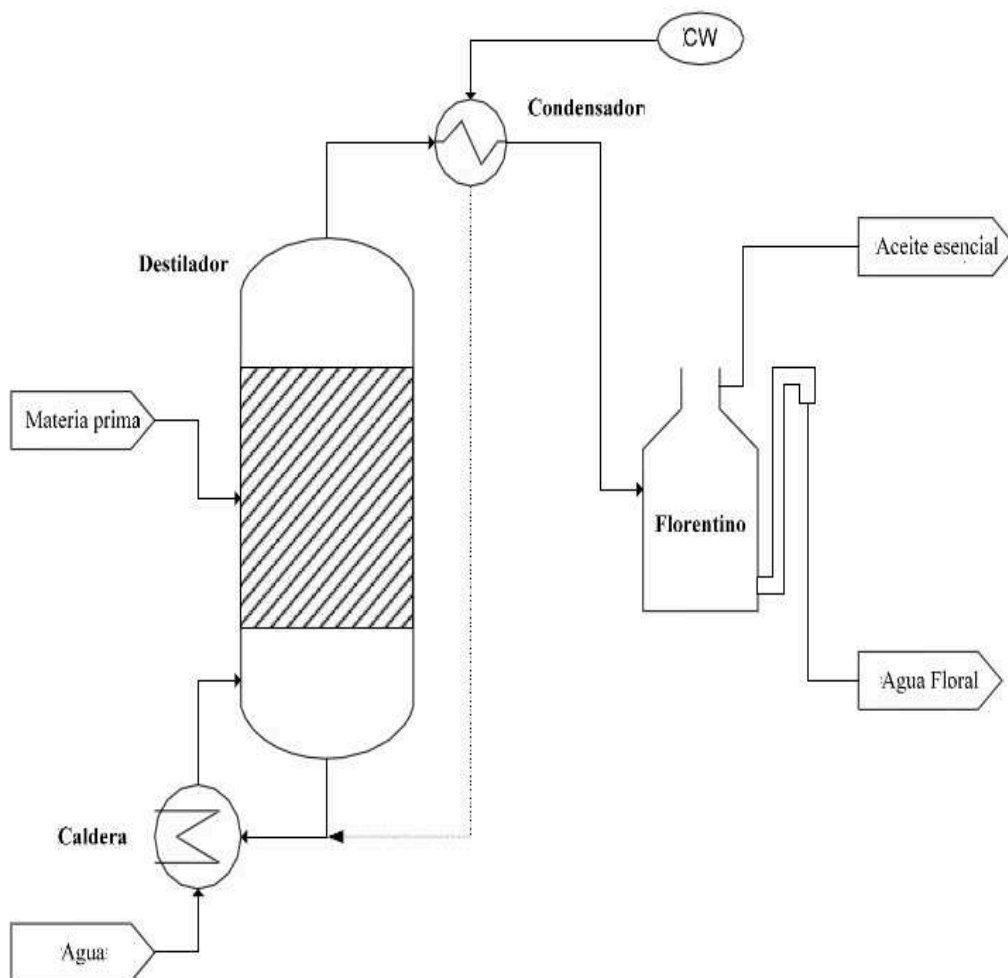 CW
Condensador
Aceite esencial
Destilador
Materia prima
Florentino
Agua Floral
Caldera
Agua